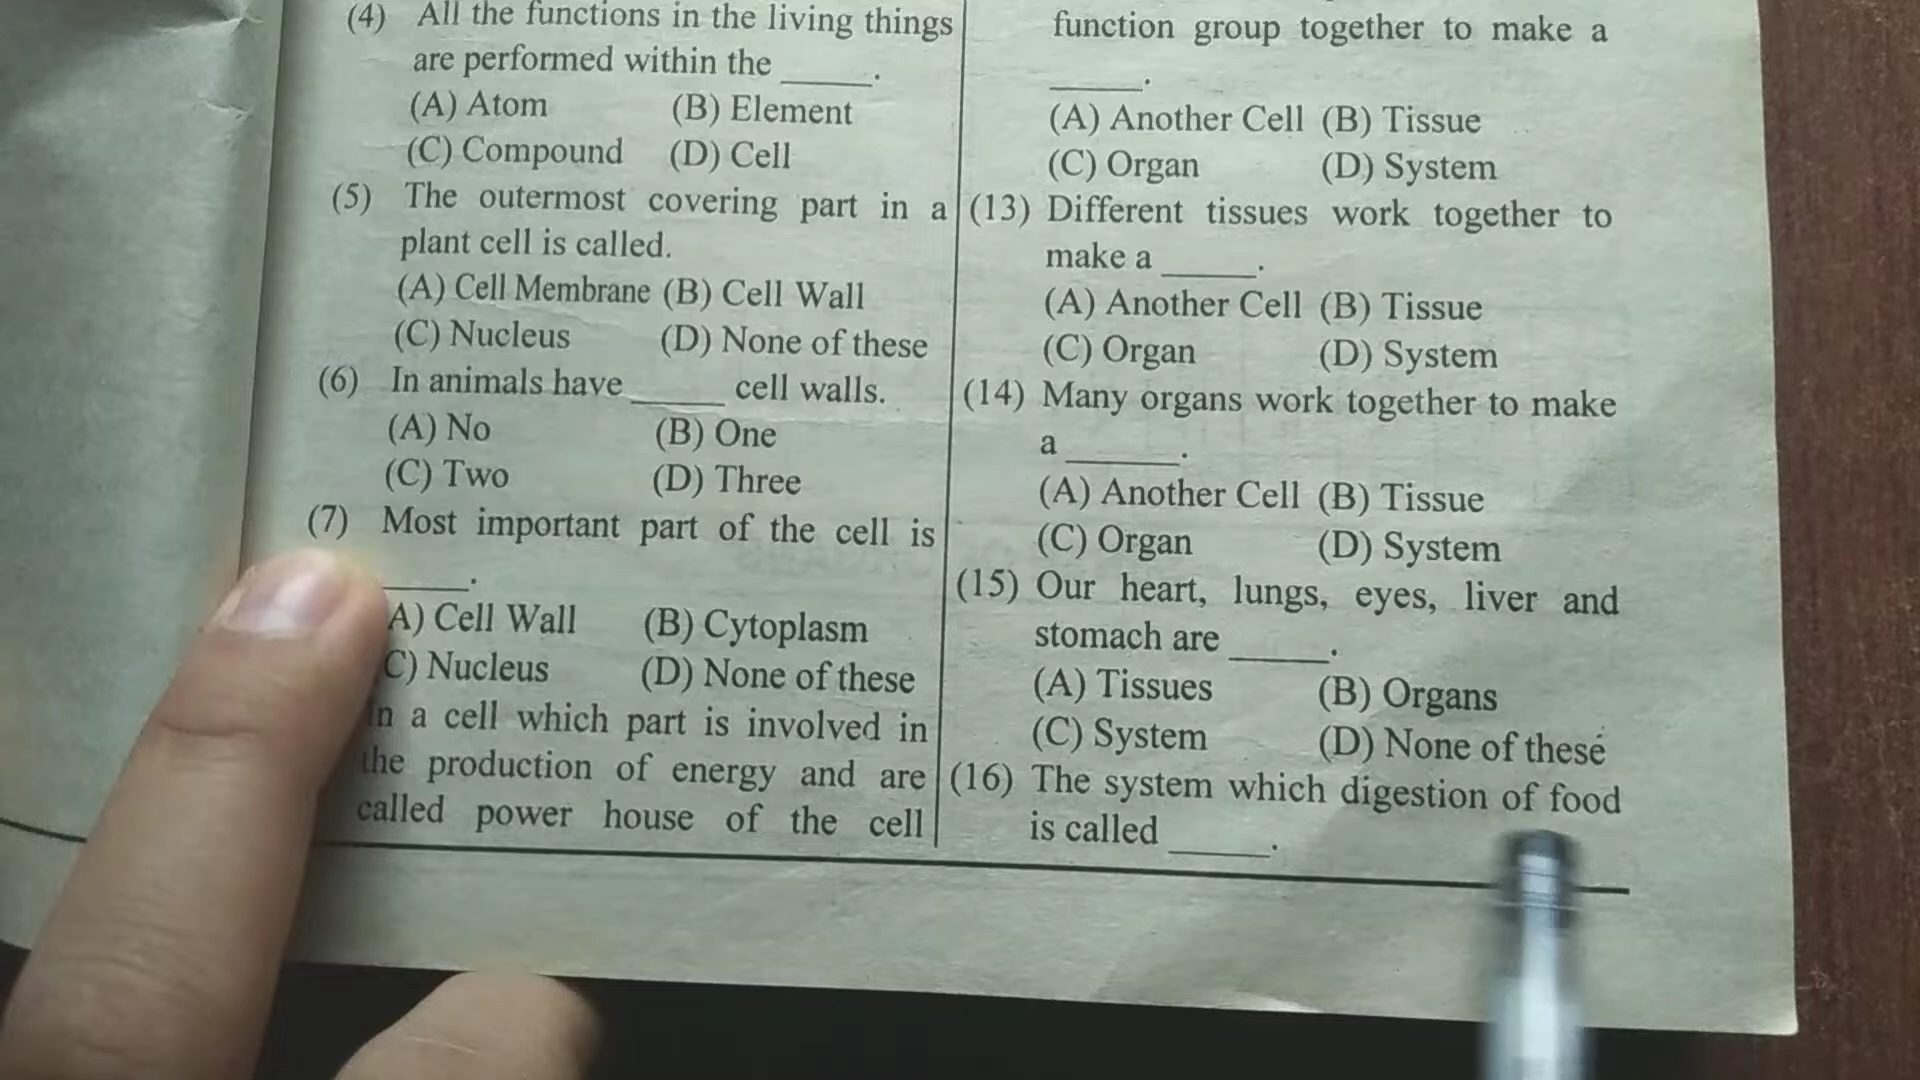 (4) All the functions in the living things
are performed within the _____.
(A) Atom (B) Element
(C) Compound (D) Cell
(5) The outermost covering part in a
plant cell is called.
(A) Cell Membrane (B) Cell Wall
(C) Nucleus (D) None of these
(6) In animals have _____ cell walls.
(A) No (B) One
(C) Two (D) Three
(7) Most important part of the cell is
_____.
A) Cell Wall (B) Cytoplasm
C) Nucleus (D) None of these
In a cell which part is involved in
the production of energy and are
called power house of the cell
function group together to make a
_____.
(A) Another Cell (B) Tissue
(C) Organ (D) System
(13) Different tissues work together to
make a _____.
(A) Another Cell (B) Tissue
(C) Organ (D) System
(14) Many organs work together to make
a ______.
(A) Another Cell (B) Tissue
(C) Organ (D) System
(15) Our heart, lungs, eyes, liver and
stomach are _____.
(A) Tissues (B) Organs
(C) System (D) None of these
(16) The system which digestion of food
is called _____.